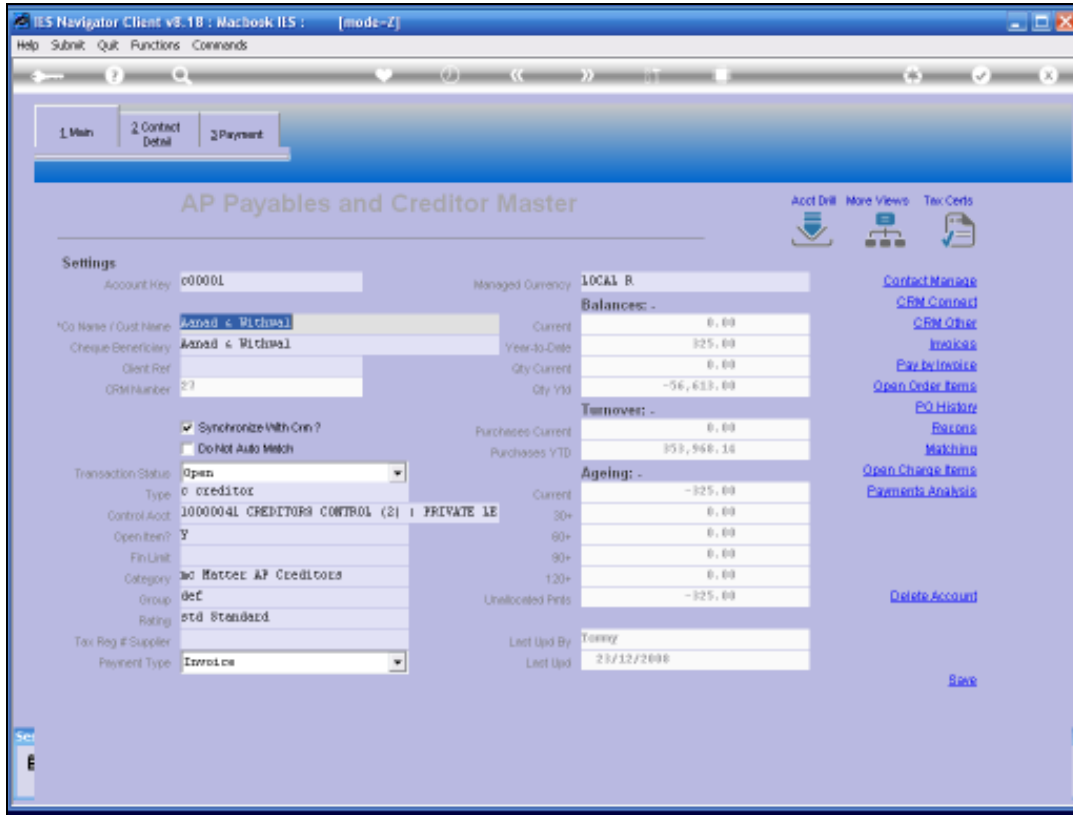 IES Navigator Client v8.18 : Macbook IES : [mode-Z]
Help Submit Quit Functions Commands
1 Main
2 Contact Detail
3 Payment
AP Payables and Creditor Master
Acct Drill More Views Tax Certs
Settings
Account Key c00001 Managed Currency LOCAL R
Contact Manage
Balances: -
CRM Connect
*Co Name / Cust Name Aanad & Withwal Current 0.00 CRM Other
Cheque Beneficiary Aanad & Withwal Year-to-Date 325.00 Invoices
Client Ref Qty Current 0.00 Pay by Invoice
CRM Number 27 Qty Ytd -56,613.00 Open Order Items
Turnover: - PO History
Synchronize With Crm ? Purchases Current 0.00 Recons
Do Not Auto Match Purchases YTD 353,968.14 Matching
Transaction Status Open Ageing: - Open Charge Items
Type c creditor Current -325.00 Payments Analysis
Control Acct 10000041 CREDITORS CONTROL (2) : PRIVATE LE 30+ 0.00
Open Item? Y 60+ 0.00
Fin Limit 90+ 0.00
Category mc Matter AP Creditors 120+ 0.00
Group def Unallocated Pmts -325.00 Delete Account
Rating std Standard
Tax Reg # Supplier Last Upd By Tommy
Payment Type Invoice Last Upd 23/12/2008
Save